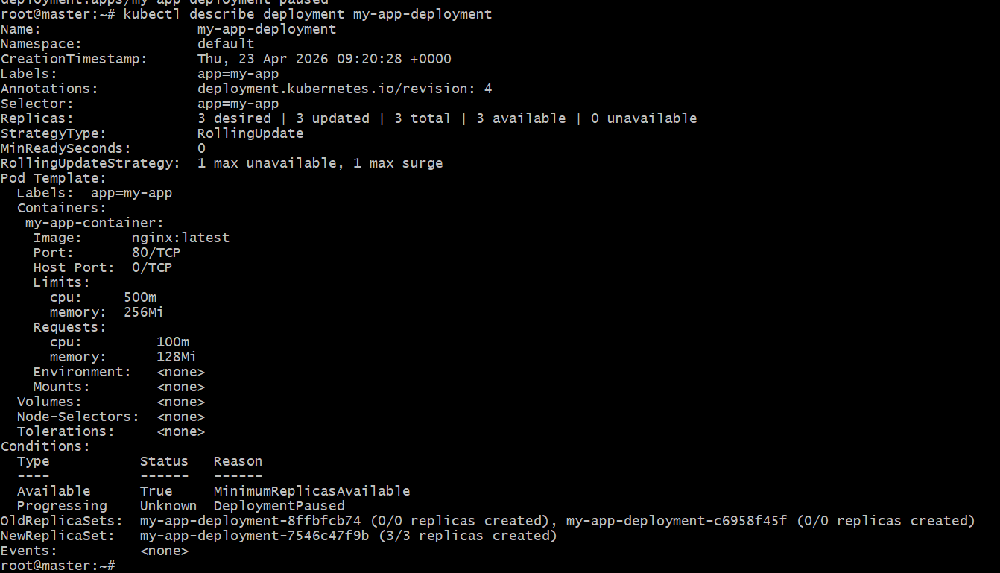 deployment.apps/my-app-deployment paused
root@master:~# kubectl describe deployment my-app-deployment
Name:                   my-app-deployment
Namespace:              default
CreationTimestamp:      Thu, 23 Apr 2026 09:20:28 +0000
Labels:                 app=my-app
Annotations:            deployment.kubernetes.io/revision: 4
Selector:               app=my-app
Replicas:               3 desired | 3 updated | 3 total | 3 available | 0 unavailable
StrategyType:           RollingUpdate
MinReadySeconds:        0
RollingUpdateStrategy:  1 max unavailable, 1 max surge
Pod Template:
  Labels:  app=my-app
  Containers:
   my-app-container:
    Image:      nginx:latest
    Port:       80/TCP
    Host Port:  0/TCP
    Limits:
      cpu:     500m
      memory:  256Mi
    Requests:
      cpu:         100m
      memory:      128Mi
    Environment:   <none>
    Mounts:        <none>
  Volumes:         <none>
  Node-Selectors:  <none>
  Tolerations:     <none>
Conditions:
  Type           Status   Reason
  ----           ------   ------
  Available      True     MinimumReplicasAvailable
  Progressing    Unknown  DeploymentPaused
OldReplicaSets:  my-app-deployment-8ffbfcb74 (0/0 replicas created), my-app-deployment-c6958f45f (0/0 replicas created)
NewReplicaSet:   my-app-deployment-7546c47f9b (3/3 replicas created)
Events:          <none>
root@master:~#